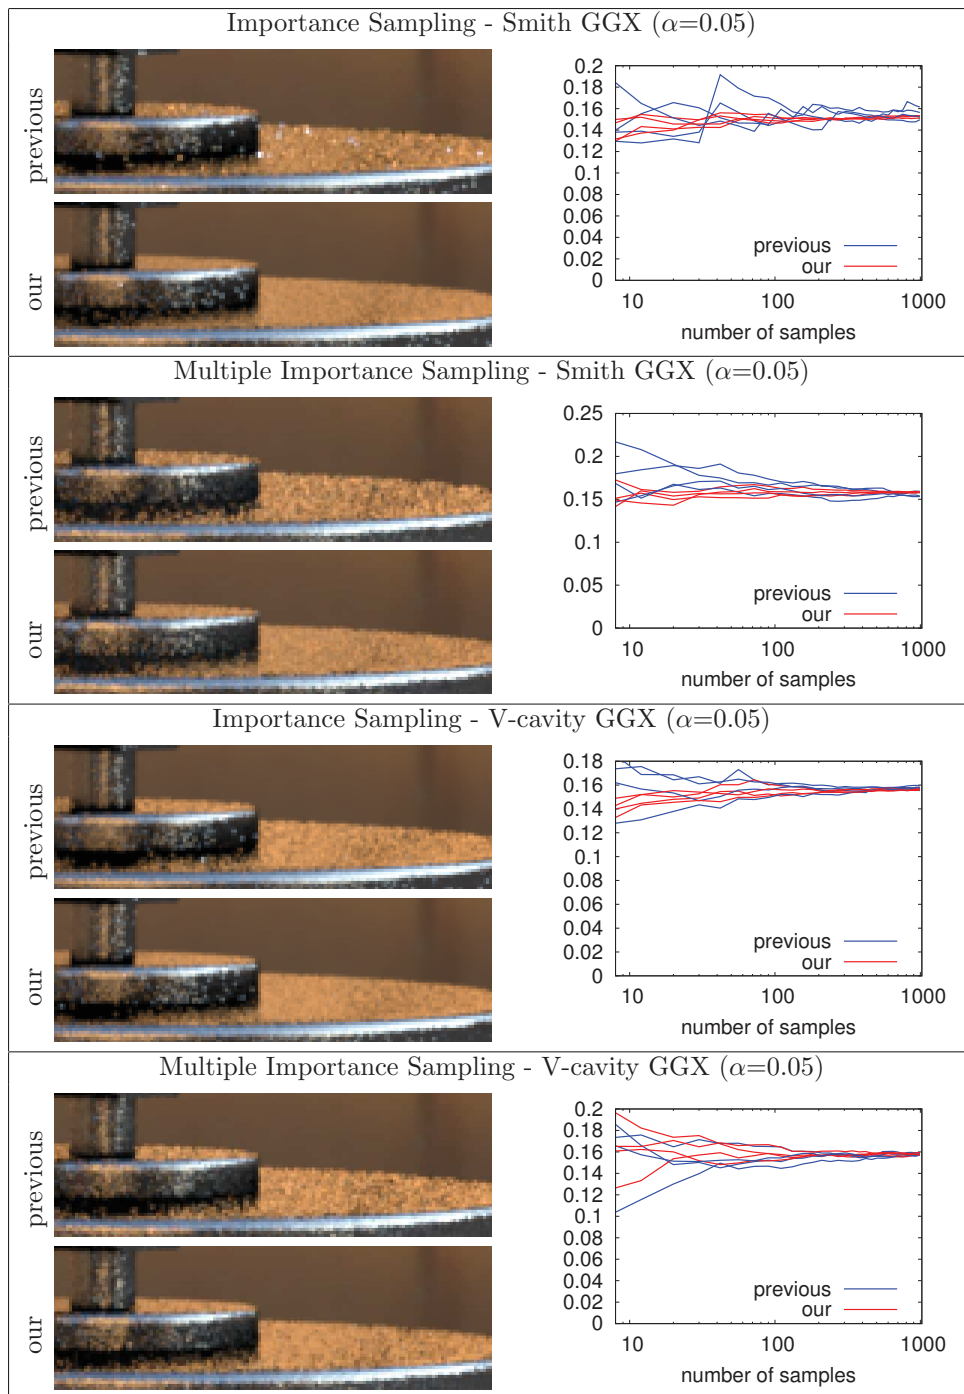 Importance Sampling - Smith GGX (α=0.05)
previous
our
0.2
0.18
0.16
0.14
0.12
0.1
0.08
0.06
0.04
0.02
0
previous
our
10 100 1000
number of samples
Multiple Importance Sampling - Smith GGX (α=0.05)
previous
our
0.25
0.2
0.15
0.1
0.05
0
previous
our
10 100 1000
number of samples
Importance Sampling - V-cavity GGX (α=0.05)
previous
our
0.18
0.16
0.14
0.12
0.1
0.08
0.06
0.04
0.02
0
previous
our
10 100 1000
number of samples
Multiple Importance Sampling - V-cavity GGX (α=0.05)
previous
our
0.2
0.18
0.16
0.14
0.12
0.1
0.08
0.06
0.04
0.02
0
previous
our
10 100 1000
number of samples